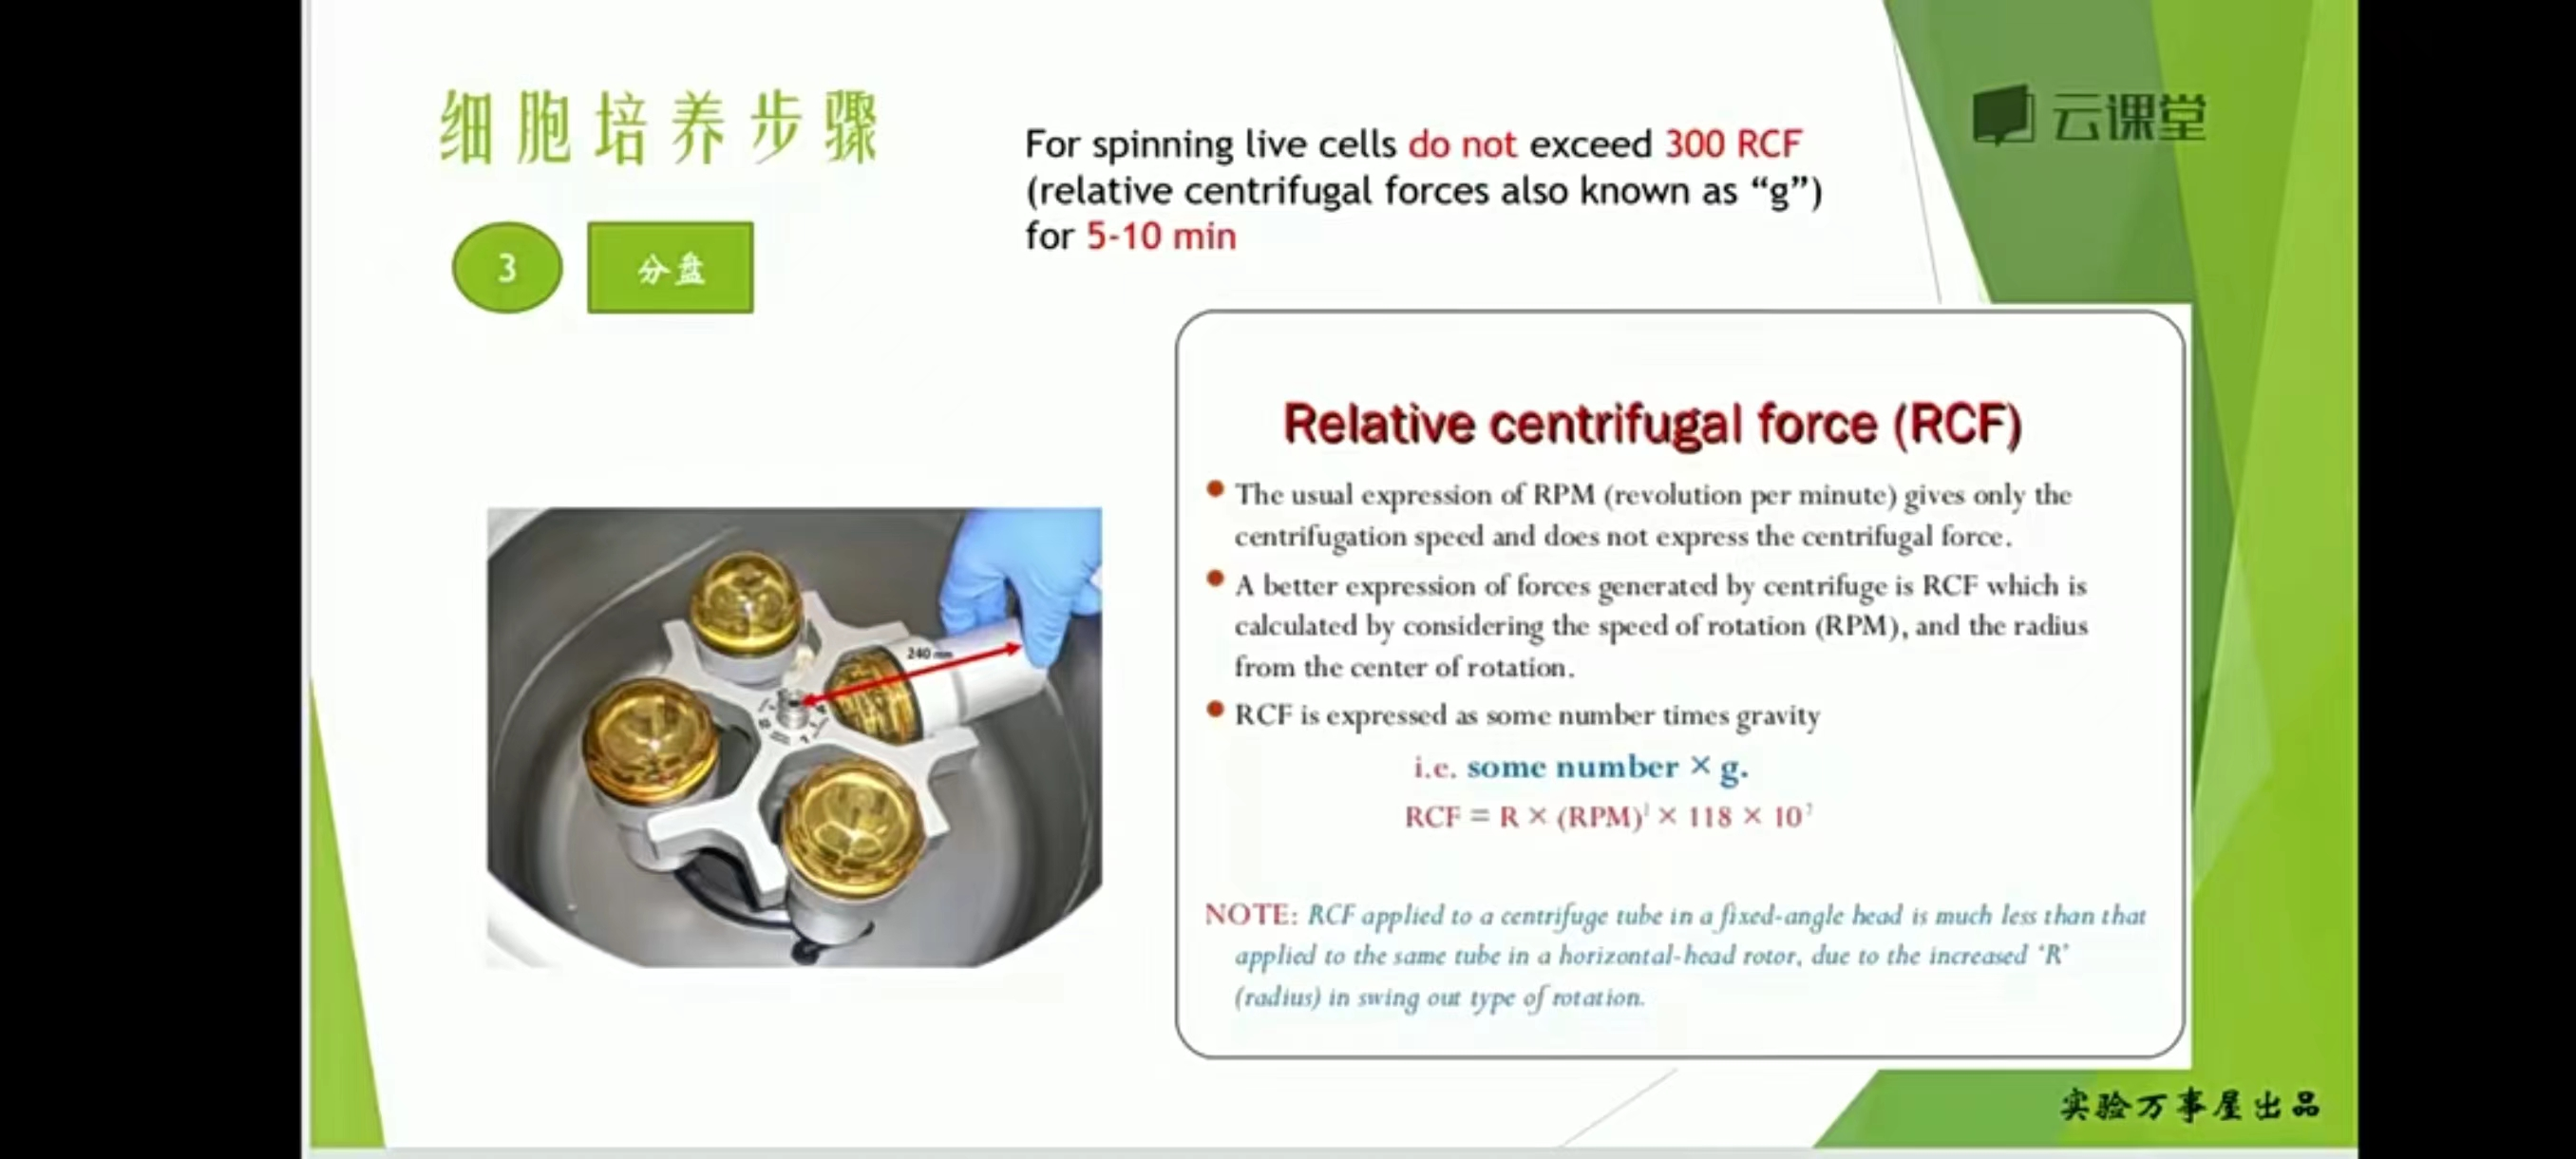 细胞培养步骤
云课堂
For spinning live cells do not exceed 300 RCF
(relative centrifugal forces also known as “g”)
for 5-10 min
3
分盘
Relative centrifugal force (RCF)
The usual expression of RPM (revolution per minute) gives only the
centrifugation speed and does not express the centrifugal force.
A better expression of forces generated by centrifuge is RCF which is
calculated by considering the speed of rotation (RPM), and the radius
from the center of rotation.
RCF is expressed as some number times gravity
i.e. some number × g.
RCF = R × (RPM) × 118 × 10
NOTE: RCF applied to a centrifuge tube in a fixed-angle head is much less than that
applied to the same tube in a horizontal-head rotor, due to the increased ‘R’
(radius) in swing out type of rotation.
240 mm
实验万事屋出品